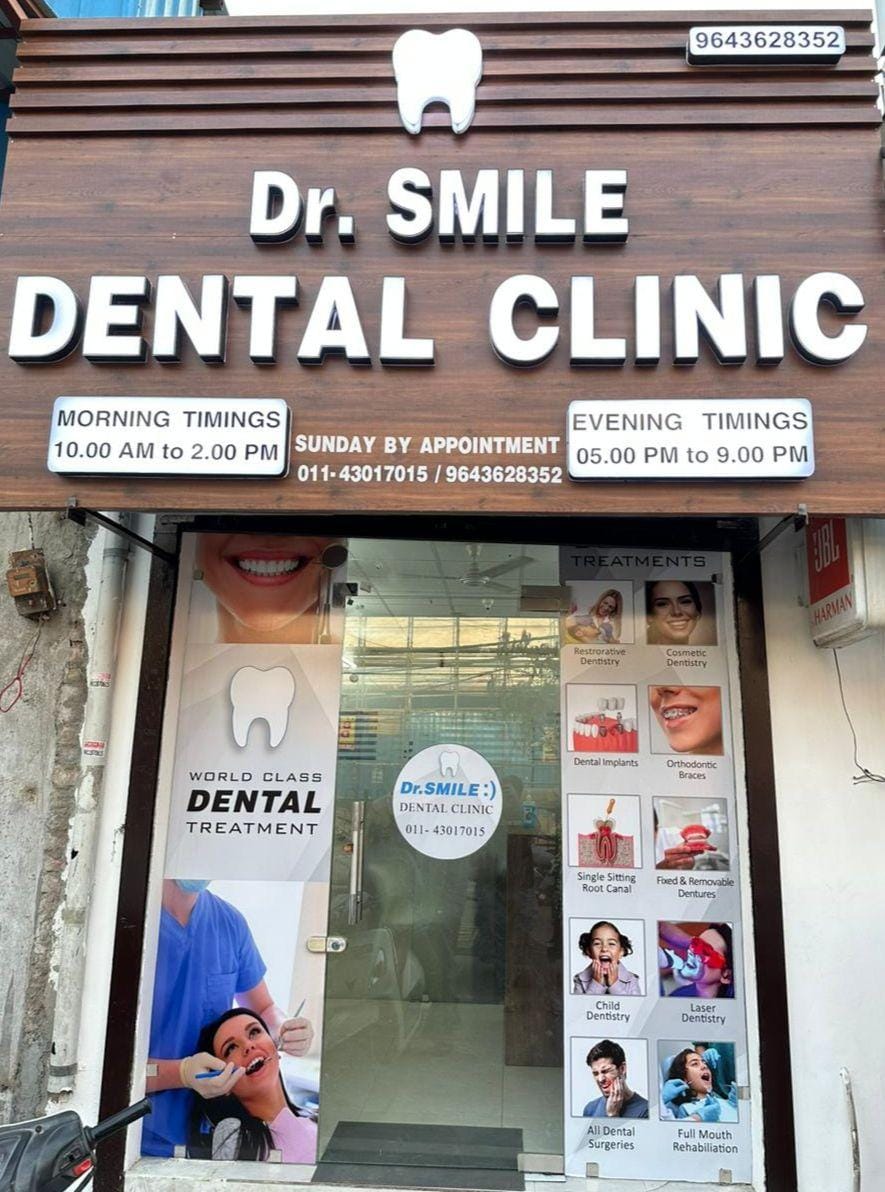 9643628352
Dr. SMILE
DENTAL CLINIC
MORNING TIMINGS
10.00 AM to 2.00 PM
SUNDAY BY APPOINTMENT
011-43017015 / 9643628352
EVENING TIMINGS
05.00 PM to 9.00 PM
JBL
HARMAN
WORLD CLASS
DENTAL
TREATMENT
Dr.SMILE:)
DENTAL CLINIC
011- 43017015
TREATMENTS
Restrorative
Dentistry
Cosmetic
Dentistry
Dental Implants
Orthodontic
Braces
Single Sitting
Root Canal
Fixed & Removable
Dentures
Child
Dentistry
Laser
Dentistry
All Dental
Surgeries
Full Mouth
Rehabiliation